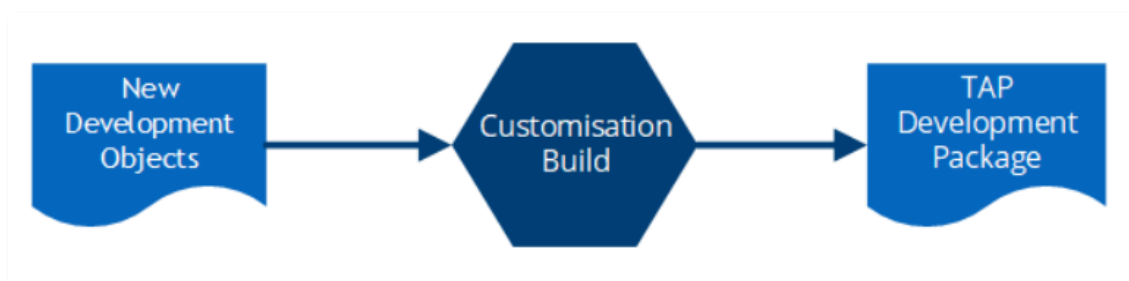 New
Development
Objects
Customisation
Build
TAP
Development
Package